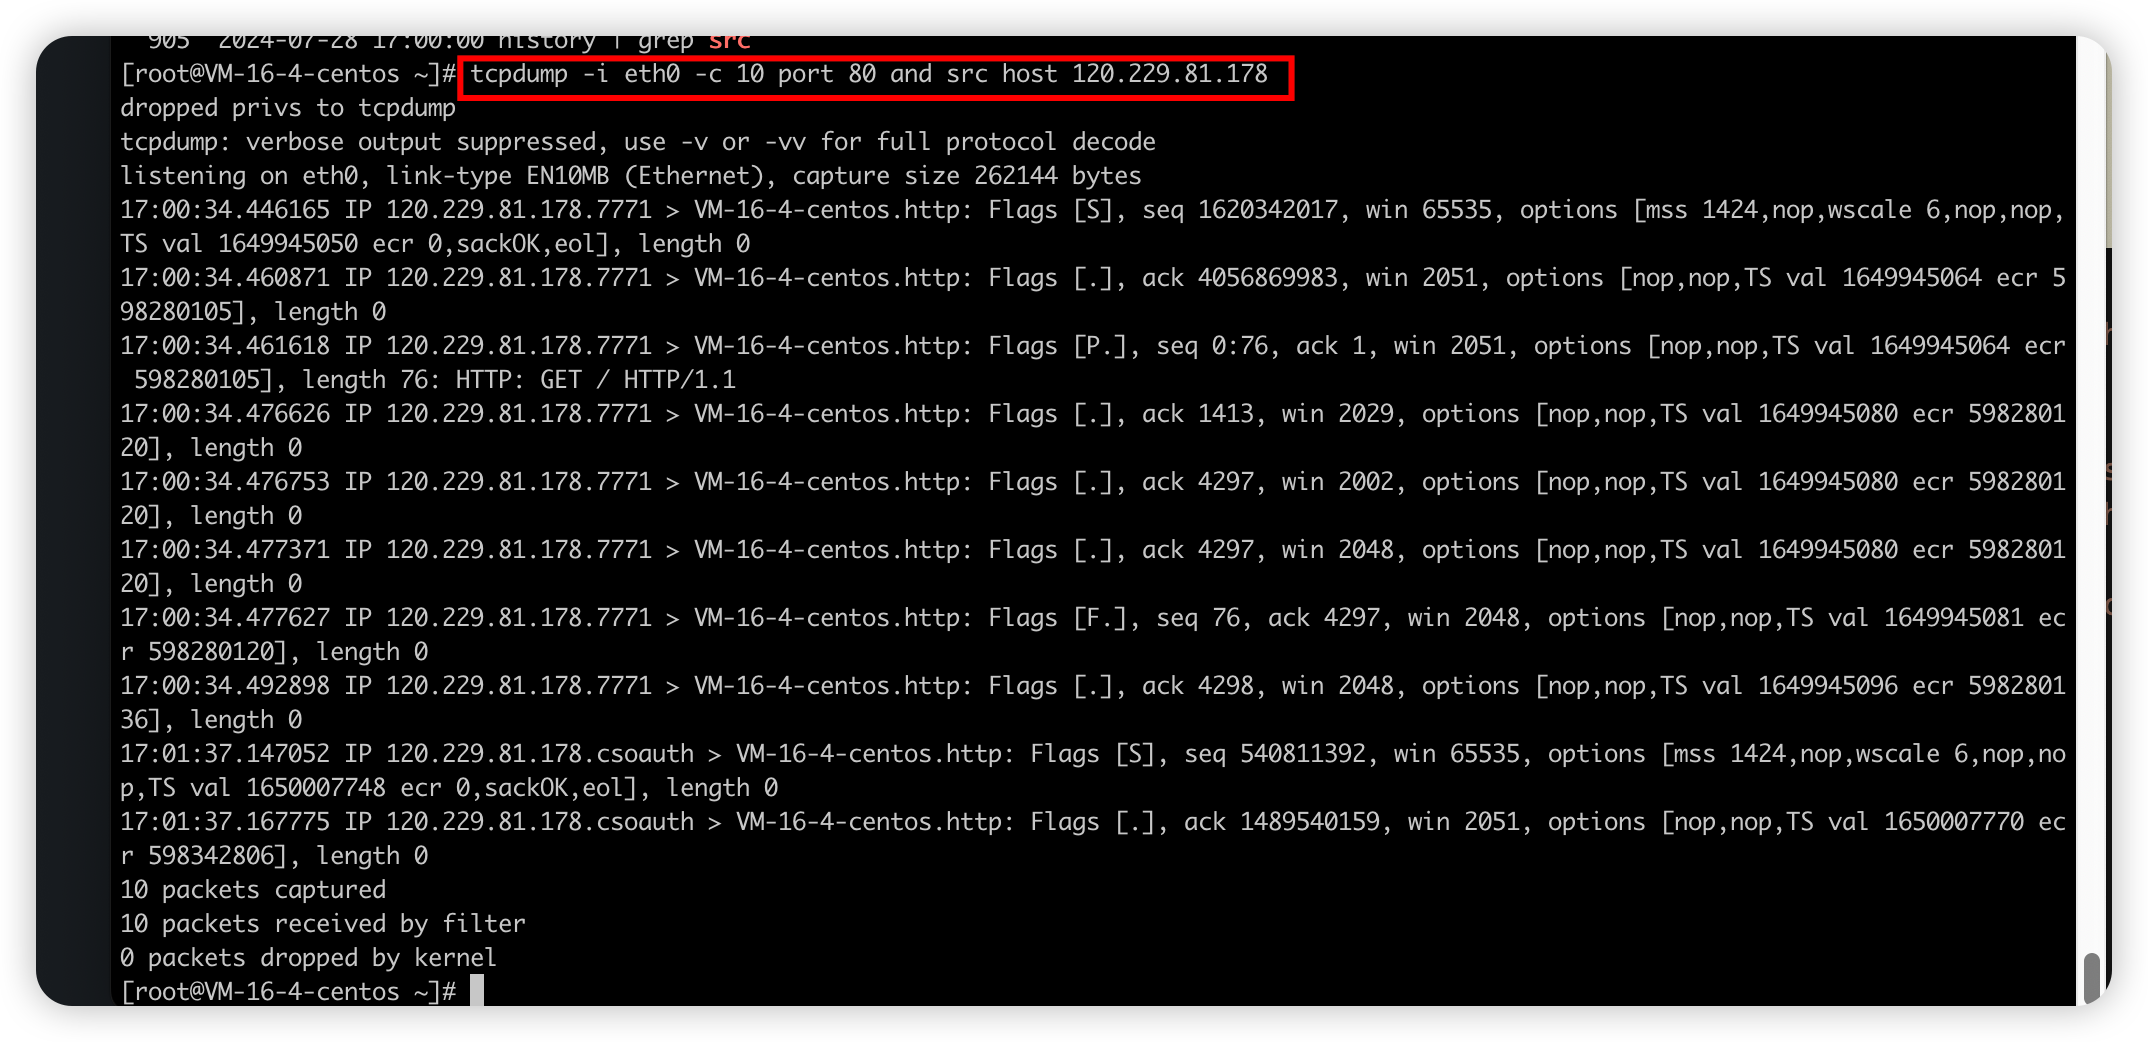 905  2024-07-28 17:00:00 history | grep src
[root@VM-16-4-centos ~]# tcpdump -i eth0 -c 10 port 80 and src host 120.229.81.178
dropped privs to tcpdump
tcpdump: verbose output suppressed, use -v or -vv for full protocol decode
listening on eth0, link-type EN10MB (Ethernet), capture size 262144 bytes
17:00:34.446165 IP 120.229.81.178.7771 > VM-16-4-centos.http: Flags [S], seq 1620342017, win 65535, options [mss 1424,nop,wscale 6,nop,nop,
TS val 1649945050 ecr 0,sackOK,eol], length 0
17:00:34.460871 IP 120.229.81.178.7771 > VM-16-4-centos.http: Flags [.], ack 4056869983, win 2051, options [nop,nop,TS val 1649945064 ecr 5
98280105], length 0
17:00:34.461618 IP 120.229.81.178.7771 > VM-16-4-centos.http: Flags [P.], seq 0:76, ack 1, win 2051, options [nop,nop,TS val 1649945064 ecr
 598280105], length 76: HTTP: GET / HTTP/1.1
17:00:34.476626 IP 120.229.81.178.7771 > VM-16-4-centos.http: Flags [.], ack 1413, win 2029, options [nop,nop,TS val 1649945080 ecr 5982801
20], length 0
17:00:34.476753 IP 120.229.81.178.7771 > VM-16-4-centos.http: Flags [.], ack 4297, win 2002, options [nop,nop,TS val 1649945080 ecr 5982801
20], length 0
17:00:34.477371 IP 120.229.81.178.7771 > VM-16-4-centos.http: Flags [.], ack 4297, win 2048, options [nop,nop,TS val 1649945080 ecr 5982801
20], length 0
17:00:34.477627 IP 120.229.81.178.7771 > VM-16-4-centos.http: Flags [F.], seq 76, ack 4297, win 2048, options [nop,nop,TS val 1649945081 ec
r 598280120], length 0
17:00:34.492898 IP 120.229.81.178.7771 > VM-16-4-centos.http: Flags [.], ack 4298, win 2048, options [nop,nop,TS val 1649945096 ecr 5982801
36], length 0
17:01:37.147052 IP 120.229.81.178.csoauth > VM-16-4-centos.http: Flags [S], seq 540811392, win 65535, options [mss 1424,nop,wscale 6,nop,no
p,TS val 1650007748 ecr 0,sackOK,eol], length 0
17:01:37.167775 IP 120.229.81.178.csoauth > VM-16-4-centos.http: Flags [.], ack 1489540159, win 2051, options [nop,nop,TS val 1650007770 ec
r 598342806], length 0
10 packets captured
10 packets received by filter
0 packets dropped by kernel
[root@VM-16-4-centos ~]#